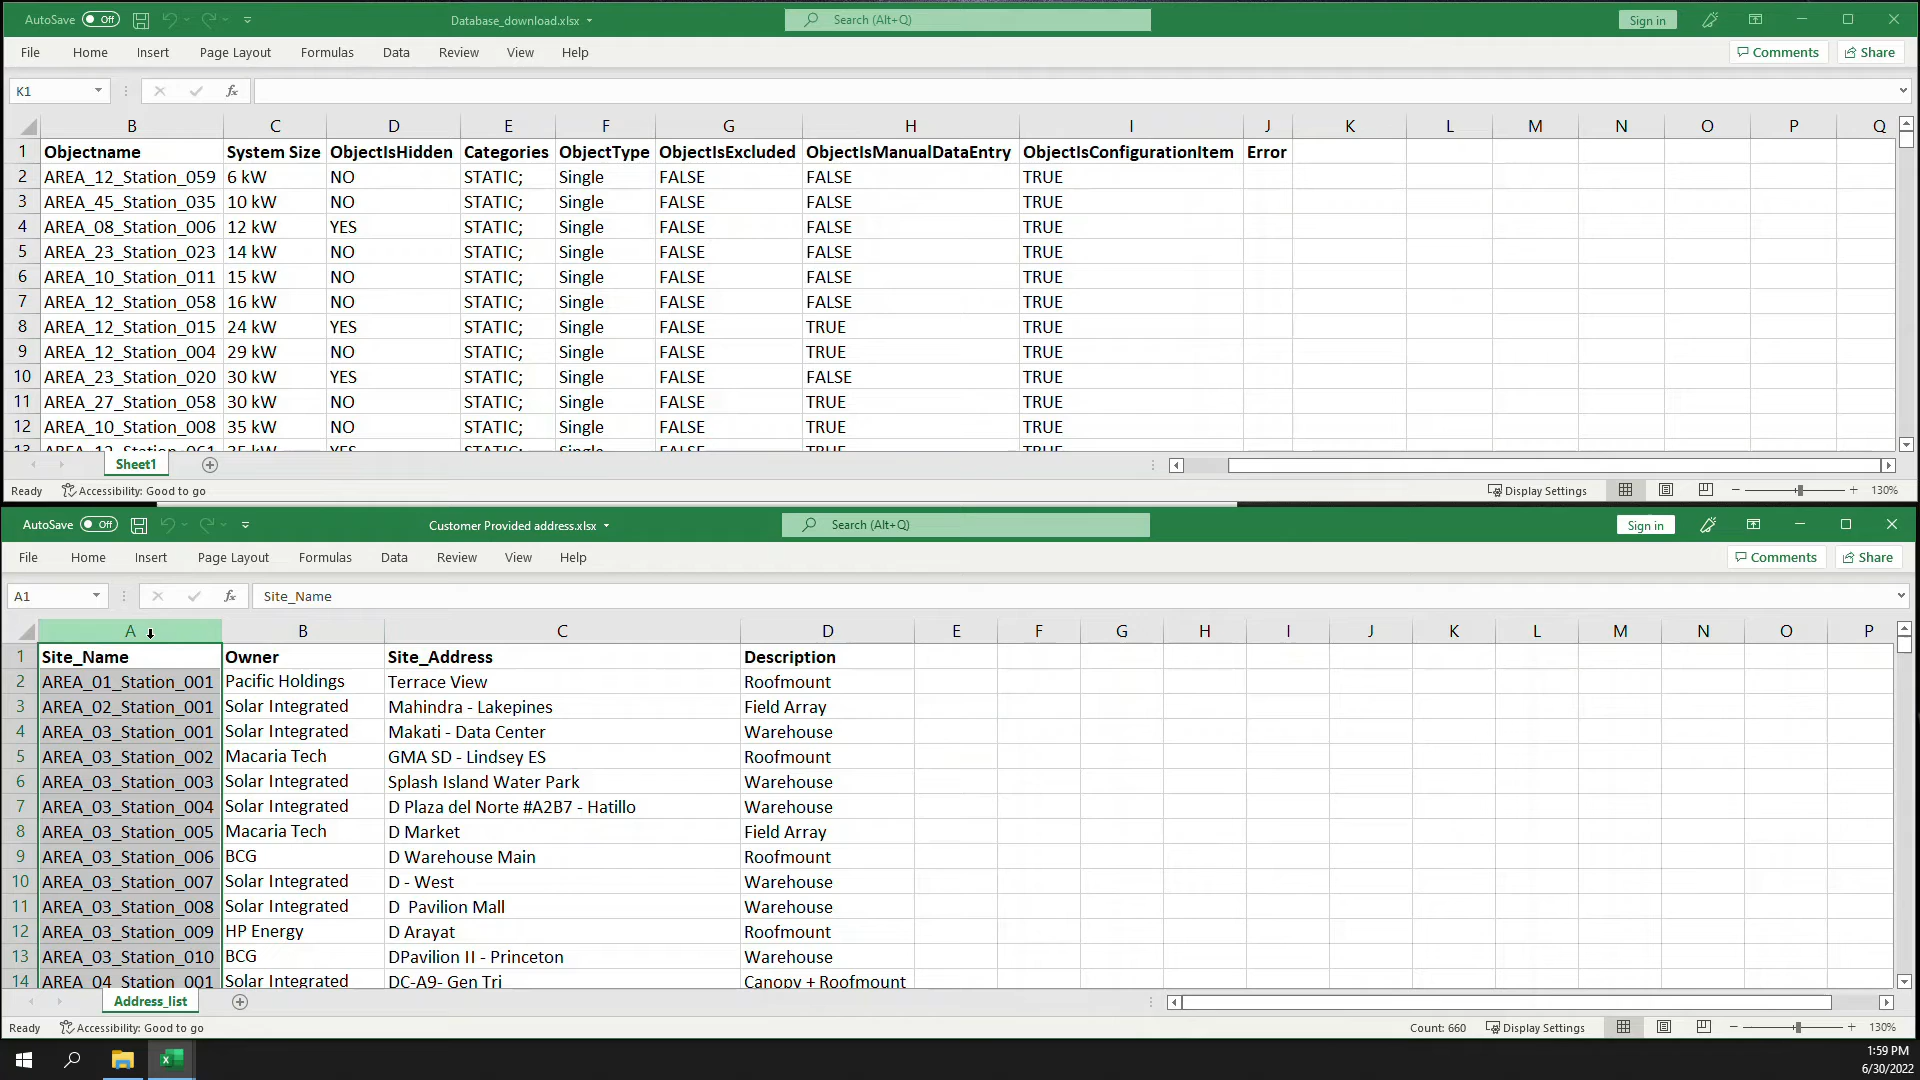 AutoSave Off Database_download.xlsx Search (Alt+Q) Sign in
File Home Insert Page Layout Formulas Data Review View Help Comments Share
K1 fx
B C D E F G H I J K L M N O P Q
1 Objectname System Size ObjectIsHidden Categories ObjectType ObjectIsExcluded ObjectIsManualDataEntry ObjectIsConfigurationItem Error
2 AREA_12_Station_059 6 kW NO STATIC; Single FALSE FALSE TRUE
3 AREA_45_Station_035 10 kW NO STATIC; Single FALSE FALSE TRUE
4 AREA_08_Station_006 12 kW YES STATIC; Single FALSE FALSE TRUE
5 AREA_23_Station_023 14 kW NO STATIC; Single FALSE FALSE TRUE
6 AREA_10_Station_011 15 kW NO STATIC; Single FALSE FALSE TRUE
7 AREA_12_Station_058 16 kW NO STATIC; Single FALSE FALSE TRUE
8 AREA_12_Station_015 24 kW YES STATIC; Single FALSE TRUE TRUE
9 AREA_12_Station_004 29 kW NO STATIC; Single FALSE TRUE TRUE
10 AREA_23_Station_020 30 kW YES STATIC; Single FALSE FALSE TRUE
11 AREA_27_Station_058 30 kW NO STATIC; Single FALSE TRUE TRUE
12 AREA_10_Station_008 35 kW NO STATIC; Single FALSE TRUE TRUE
13 AREA_12_Station_061 35 kW YES STATIC; Single FALSE TRUE TRUE
Sheet1
Ready Accessibility: Good to go Display Settings 130%
AutoSave Off Customer Provided address.xlsx Search (Alt+Q) Sign in
File Home Insert Page Layout Formulas Data Review View Help Comments Share
A1 fx Site_Name
A B C D E F G H I J K L M N O P
1 Site_Name Owner Site_Address Description
2 AREA_01_Station_001 Pacific Holdings Terrace View Roofmount
3 AREA_02_Station_001 Solar Integrated Mahindra - Lakepines Field Array
4 AREA_03_Station_001 Solar Integrated Makati - Data Center Warehouse
5 AREA_03_Station_002 Macaria Tech GMA SD - Lindsey ES Roofmount
6 AREA_03_Station_003 Solar Integrated Splash Island Water Park Warehouse
7 AREA_03_Station_004 Solar Integrated D Plaza del Norte #A2B7 - Hatillo Warehouse
8 AREA_03_Station_005 Macaria Tech D Market Field Array
9 AREA_03_Station_006 BCG D Warehouse Main Roofmount
10 AREA_03_Station_007 Solar Integrated D - West Warehouse
11 AREA_03_Station_008 Solar Integrated D  Pavilion Mall Warehouse
12 AREA_03_Station_009 HP Energy D Arayat Roofmount
13 AREA_03_Station_010 BCG DPavilion II - Princeton Warehouse
14 AREA_04_Station_001 Solar Integrated DC-A9- Gen Tri Canopy + Roofmount
Address_list
Ready Accessibility: Good to go Count: 660 Display Settings 130%
1:59 PM
6/30/2022